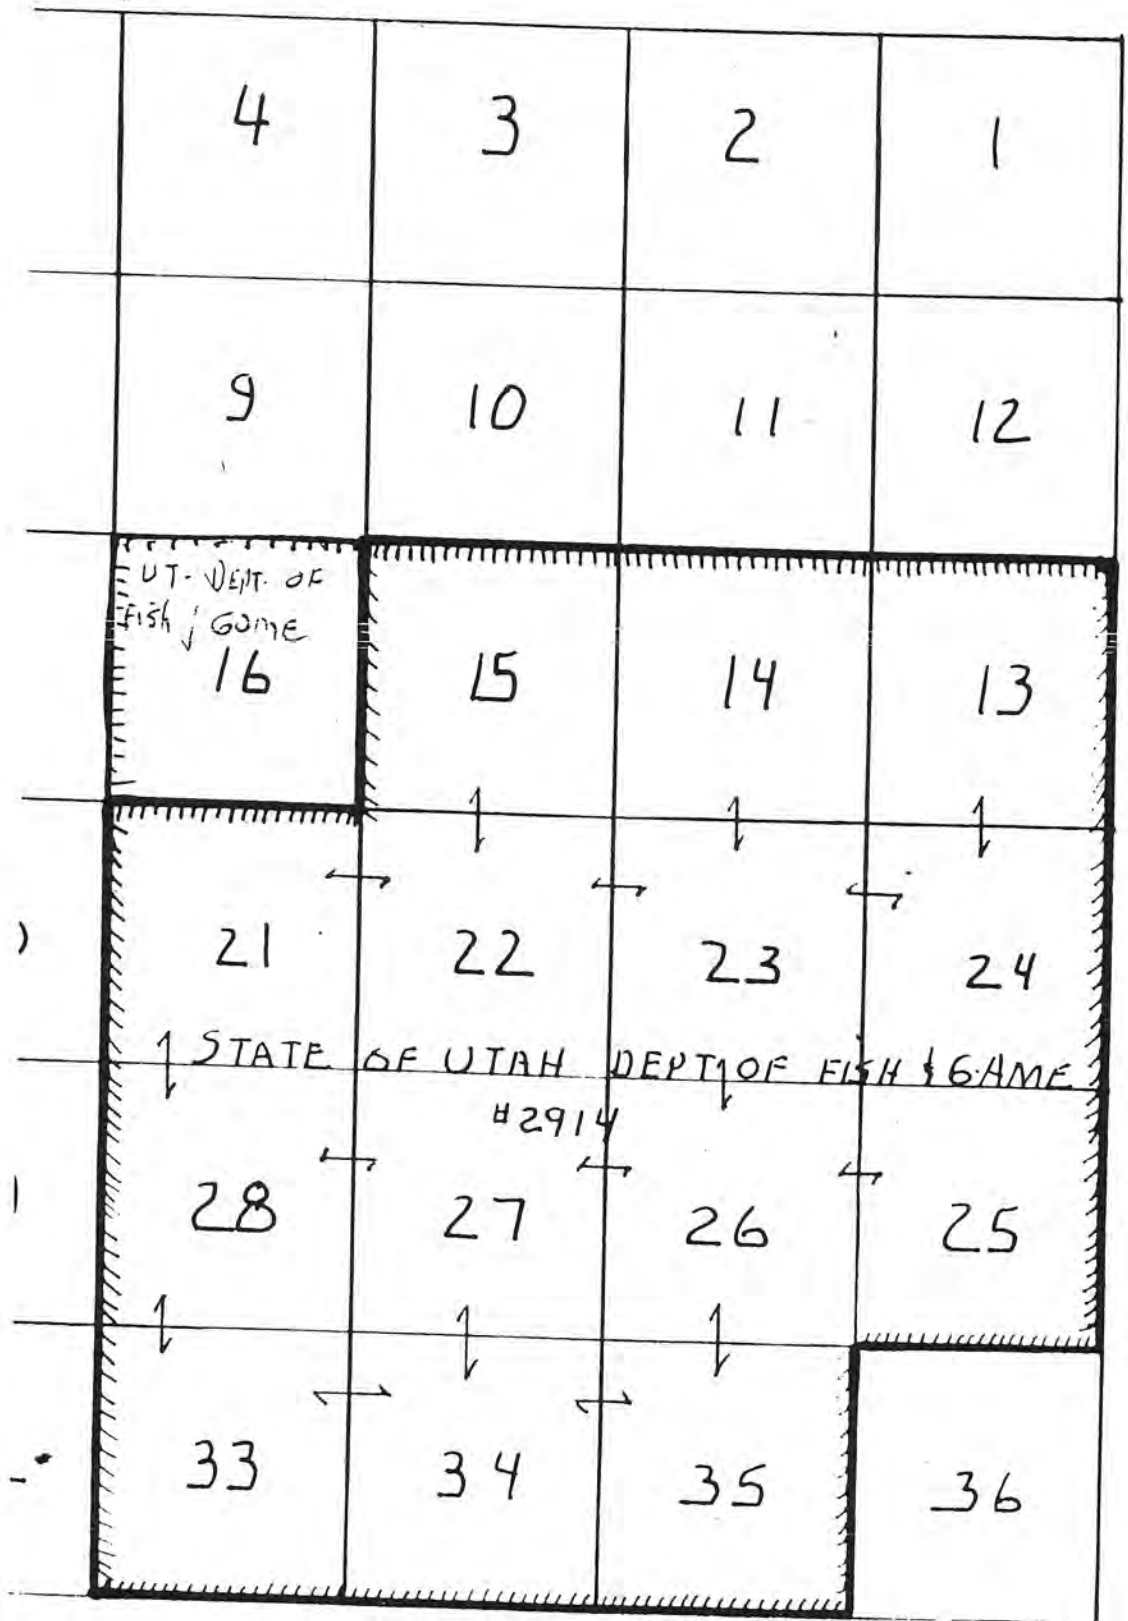 4 3 2 1
9 10 11 12
UT. DEPT. OF
FISH & GAME
16 15 14 13
21 22 23 24
STATE OF UTAH DEPT OF FISH & GAME
#2914
28 27 26 25
33 34 35 36